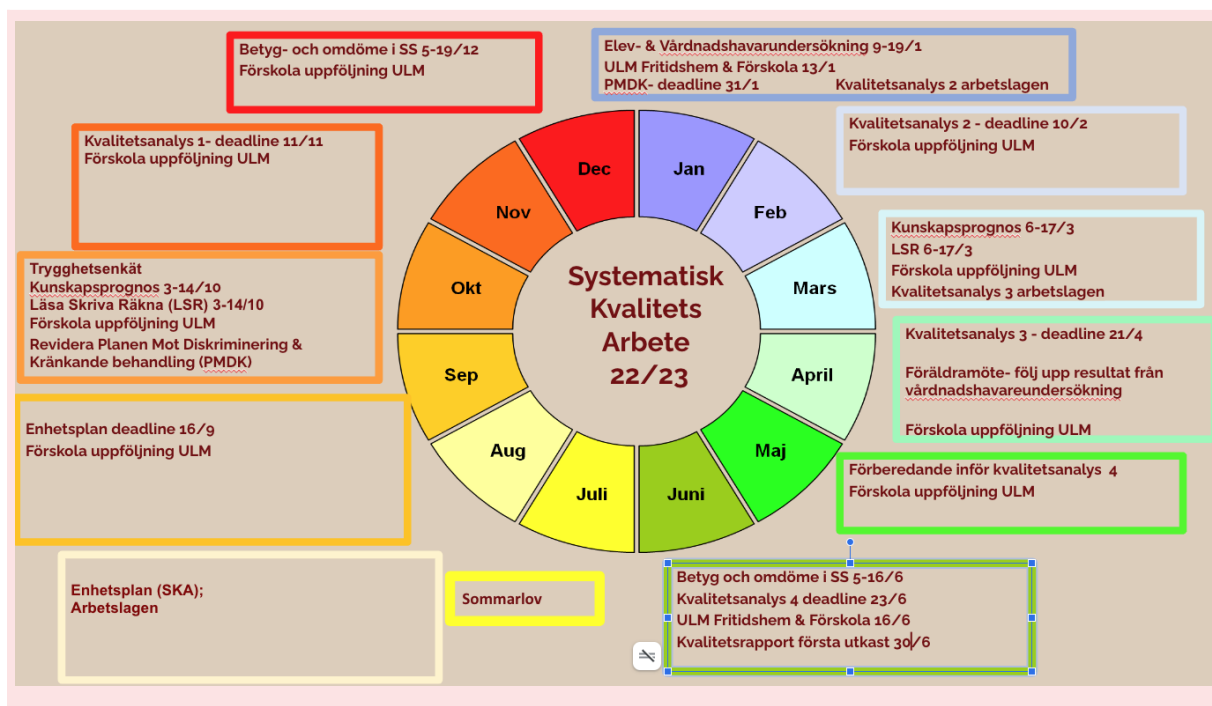 Betyg- och omdöme i SS 5-19/12
Förskola uppföljning ULM
Elev- & Vårdnadshavarundersökning 9-19/1
ULM Fritidshem & Förskola 13/1
PMDK- deadline 31/1 Kvalitetsanalys 2 arbetslagen
Kvalitetsanalys 1- deadline 11/11
Förskola uppföljning ULM
Kvalitetsanalys 2 - deadline 10/2
Förskola uppföljning ULM
Trygghetsenkät
Kunskapsprognos 3-14/10
Läsa Skriva Räkna (LSR) 3-14/10
Förskola uppföljning ULM
Revidera Planen Mot Diskriminering &
Kränkande behandling (PMDK)
Kunskapsprognos 6-17/3
LSR 6-17/3
Förskola uppföljning ULM
Kvalitetsanalys 3 arbetslagen
Enhetsplan deadline 16/9
Förskola uppföljning ULM
Kvalitetsanalys 3 - deadline 21/4
Föräldramöte- följ upp resultat från
vårdnadshavareundersökning
Förskola uppföljning ULM
Förberedande inför kvalitetsanalys 4
Förskola uppföljning ULM
Enhetsplan (SKA);
Arbetslagen
Sommarlov
Betyg och omdöme i SS 5-16/6
Kvalitetsanalys 4 deadline 23/6
ULM Fritidshem & Förskola 16/6
Kvalitetsrapport första utkast 30/6
Dec
Jan
Nov
Feb
Okt
Mars
Sep
April
Aug
Maj
Juli
Juni
Systematisk
Kvalitets
Arbete
22/23